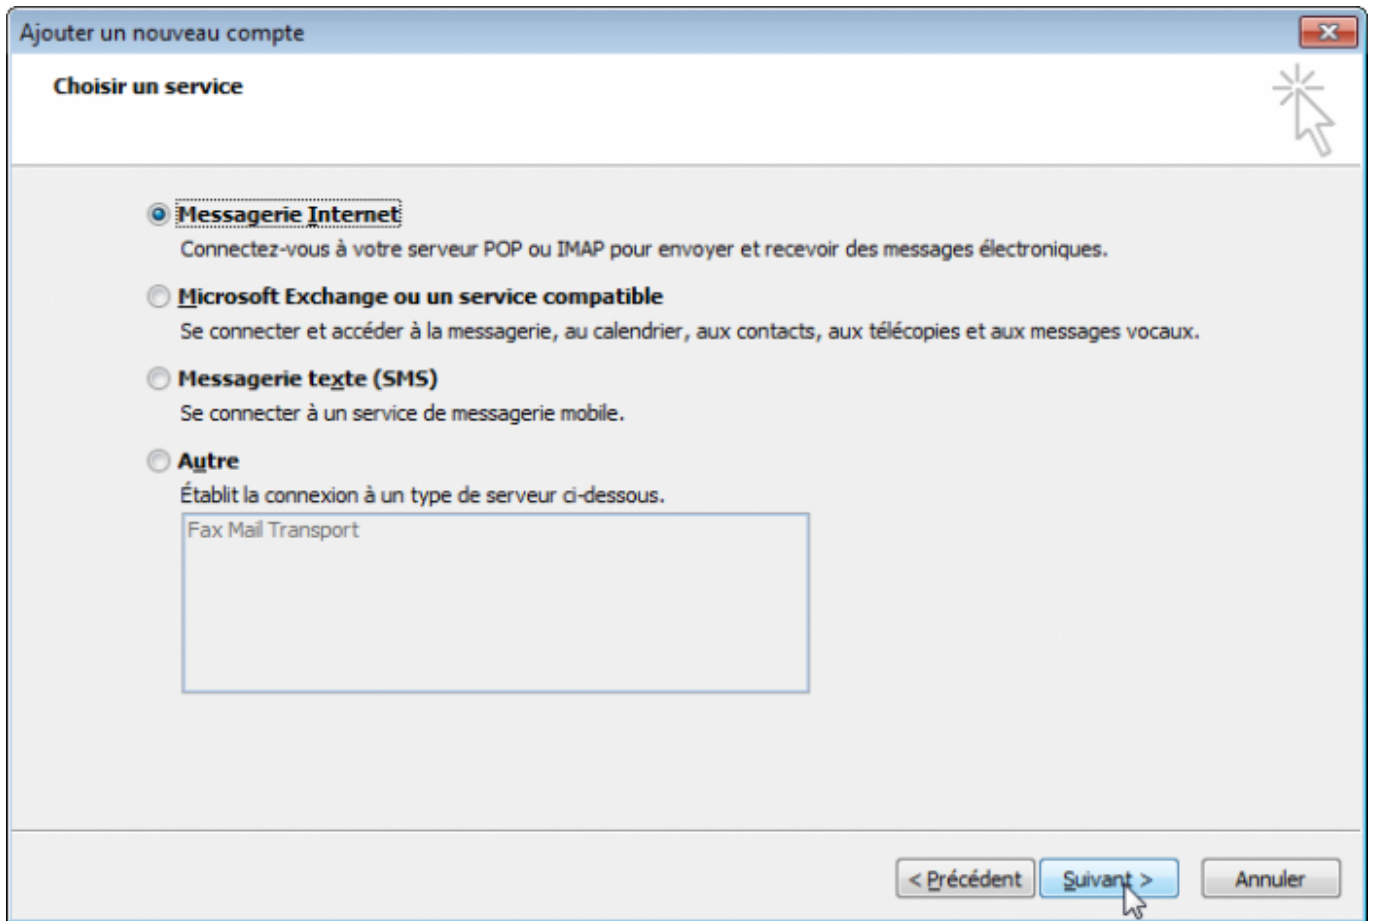 Ajouter un nouveau compte
Choisir un service
Messagerie Internet
Connectez-vous à votre serveur POP ou IMAP pour envoyer et recevoir des messages électroniques.
Microsoft Exchange ou un service compatible
Se connecter et accéder à la messagerie, au calendrier, aux contacts, aux télécopies et aux messages vocaux.
Messagerie texte (SMS)
Se connecter à un service de messagerie mobile.
Autre
Établit la connexion à un type de serveur ci-dessous.
Fax Mail Transport
< Précédent Suivant > Annuler